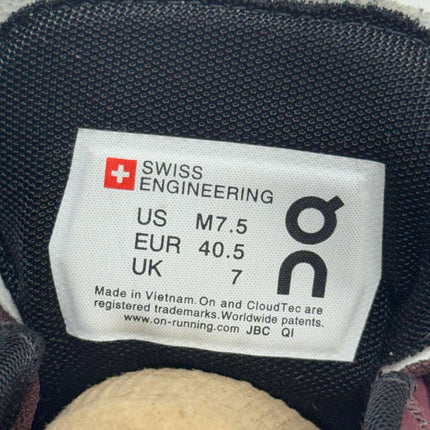 SWISS
ENGINEERING
US M7.5
EUR 40.5
UK 7
Made in Vietnam. On and CloudTec are
registered trademarks. Worldwide patents.
www.on-running.com JBC QI